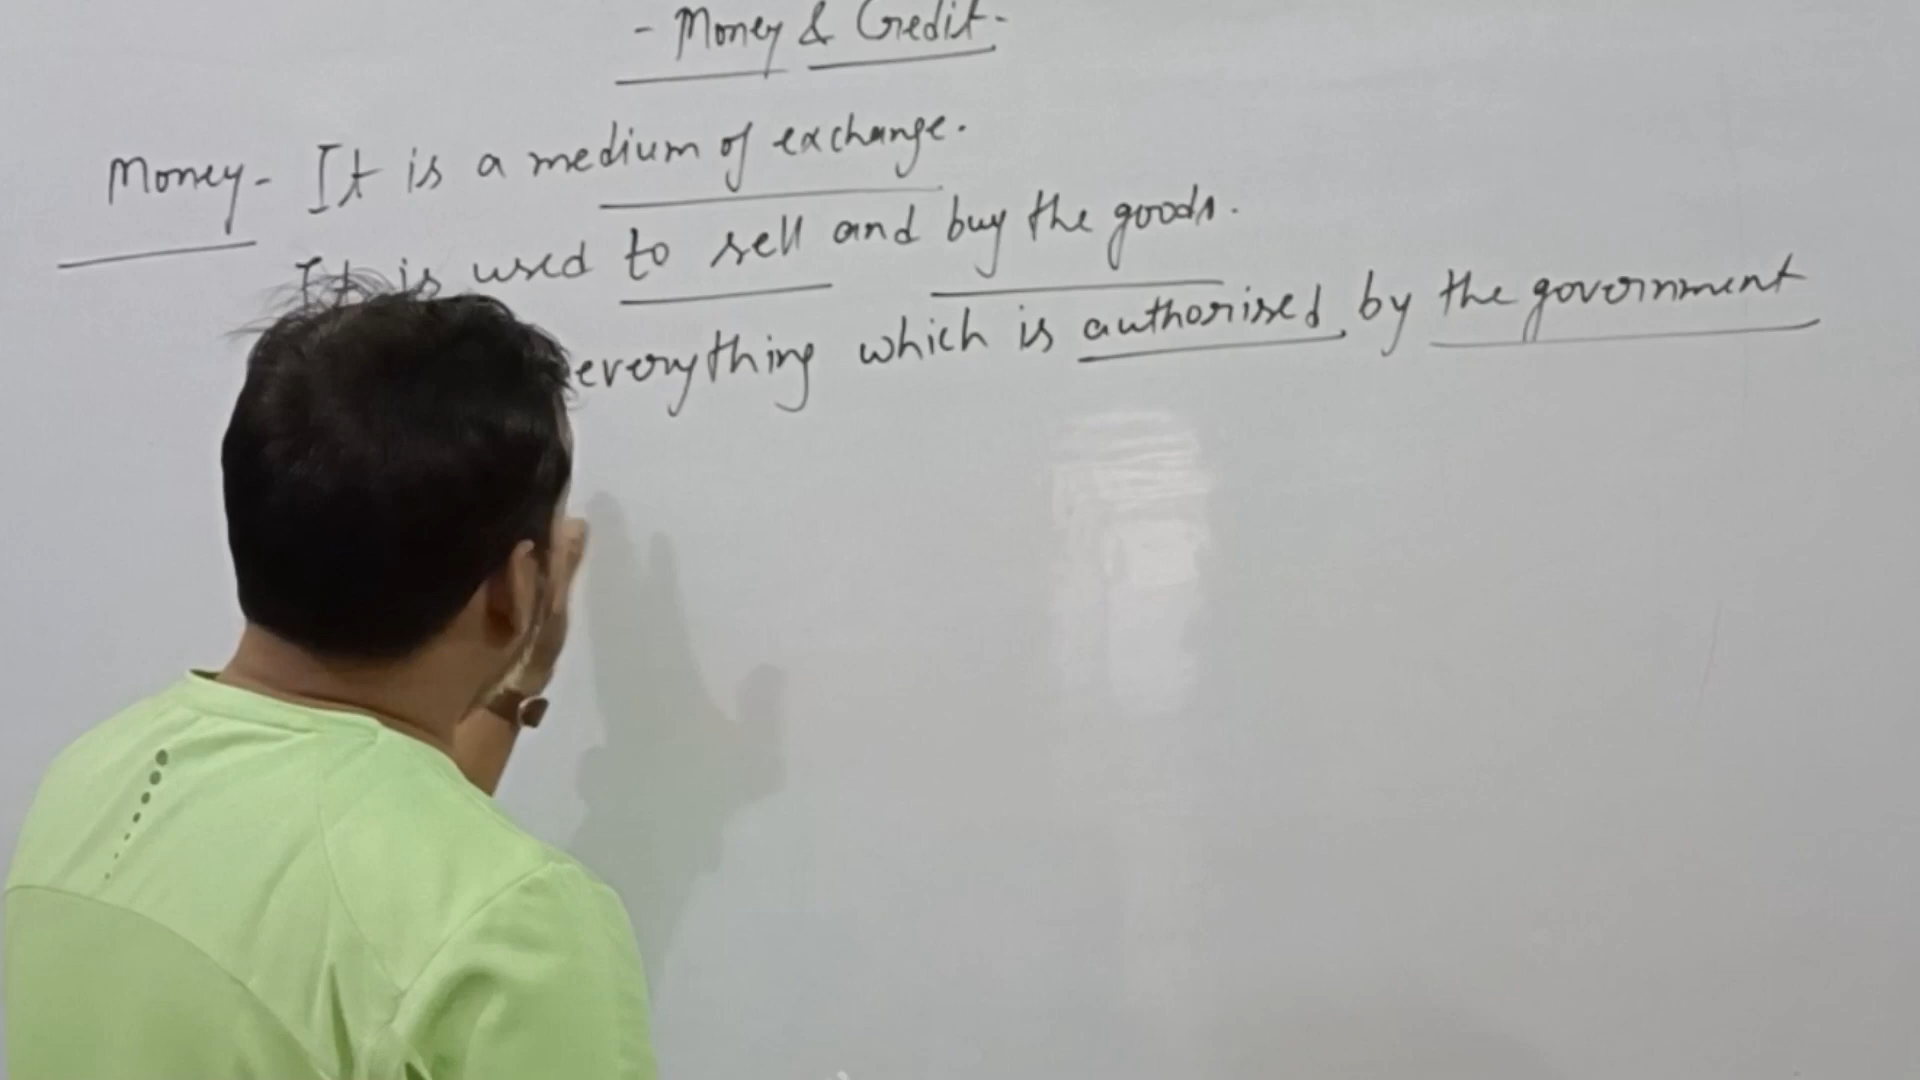 - Money & Credit-
Money- It is a medium of exchange.
It is used to sell and buy the goods.
everything which is authorised by the government